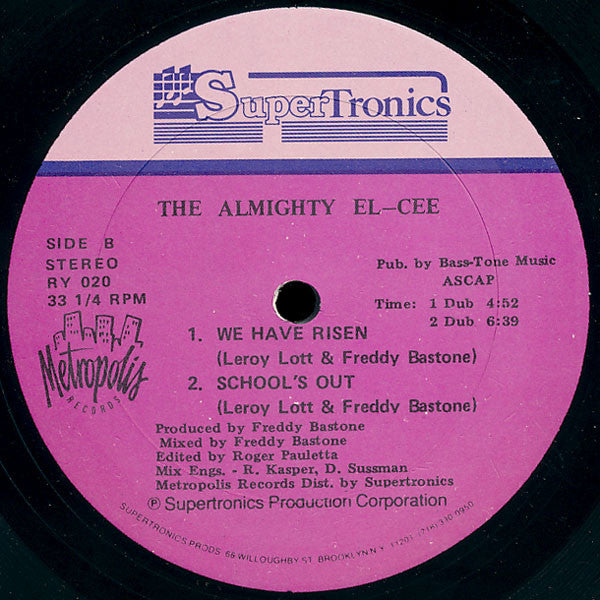 SuperTronics
THE ALMIGHTY EL-CEE
SIDE B
STEREO
RY 020
33 1/4 RPM
Pub. by Bass-Tone Music
ASCAP
Time: 1 Dub 4:52
2 Dub 6:39
Metropolis
RECORDS
1. WE HAVE RISEN
(Leroy Lott & Freddy Bastone)
2. SCHOOL'S OUT
(Leroy Lott & Freddy Bastone)
Produced by Freddy Bastone
Mixed by Freddy Bastone
Edited by Roger Pauletta
Mix Engs. - R. Kasper, D. Sussman
Metropolis Records Dist. by Supertronics
℗ Supertronics Production Corporation
SUPERTRONICS PRODS. 66 WILLOUGHBY ST. BROOKLYN N.Y. 11201